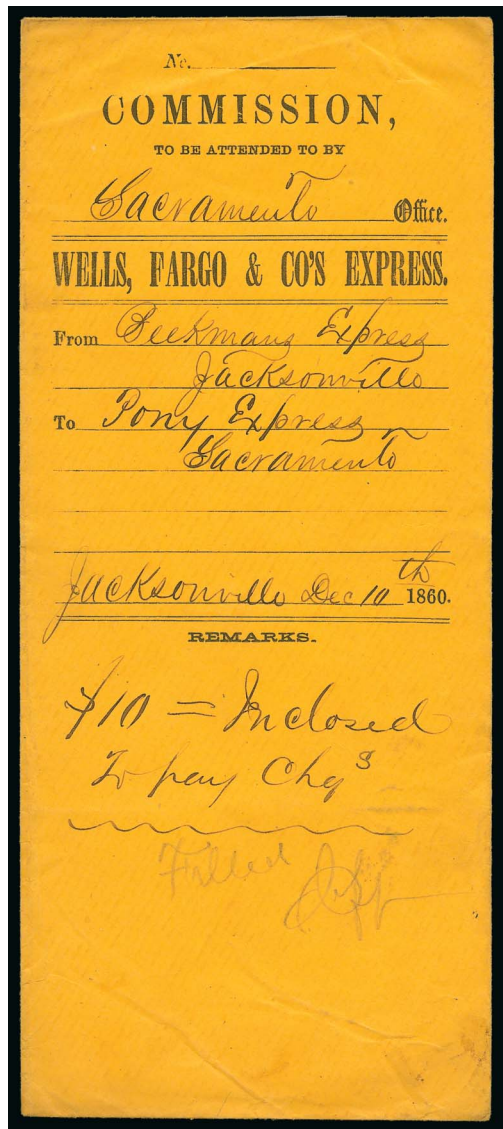 No.
COMMISSION,
TO BE ATTENDED TO BY
Sacramento Office.
WELLS, FARGO & CO'S EXPRESS.
From Beekmans Express
Jacksonville
To Pony Express
Sacramento
Jacksonville Dec 10th 1860.
REMARKS.
$10 = Inclosed
To pay Chgs
Filled